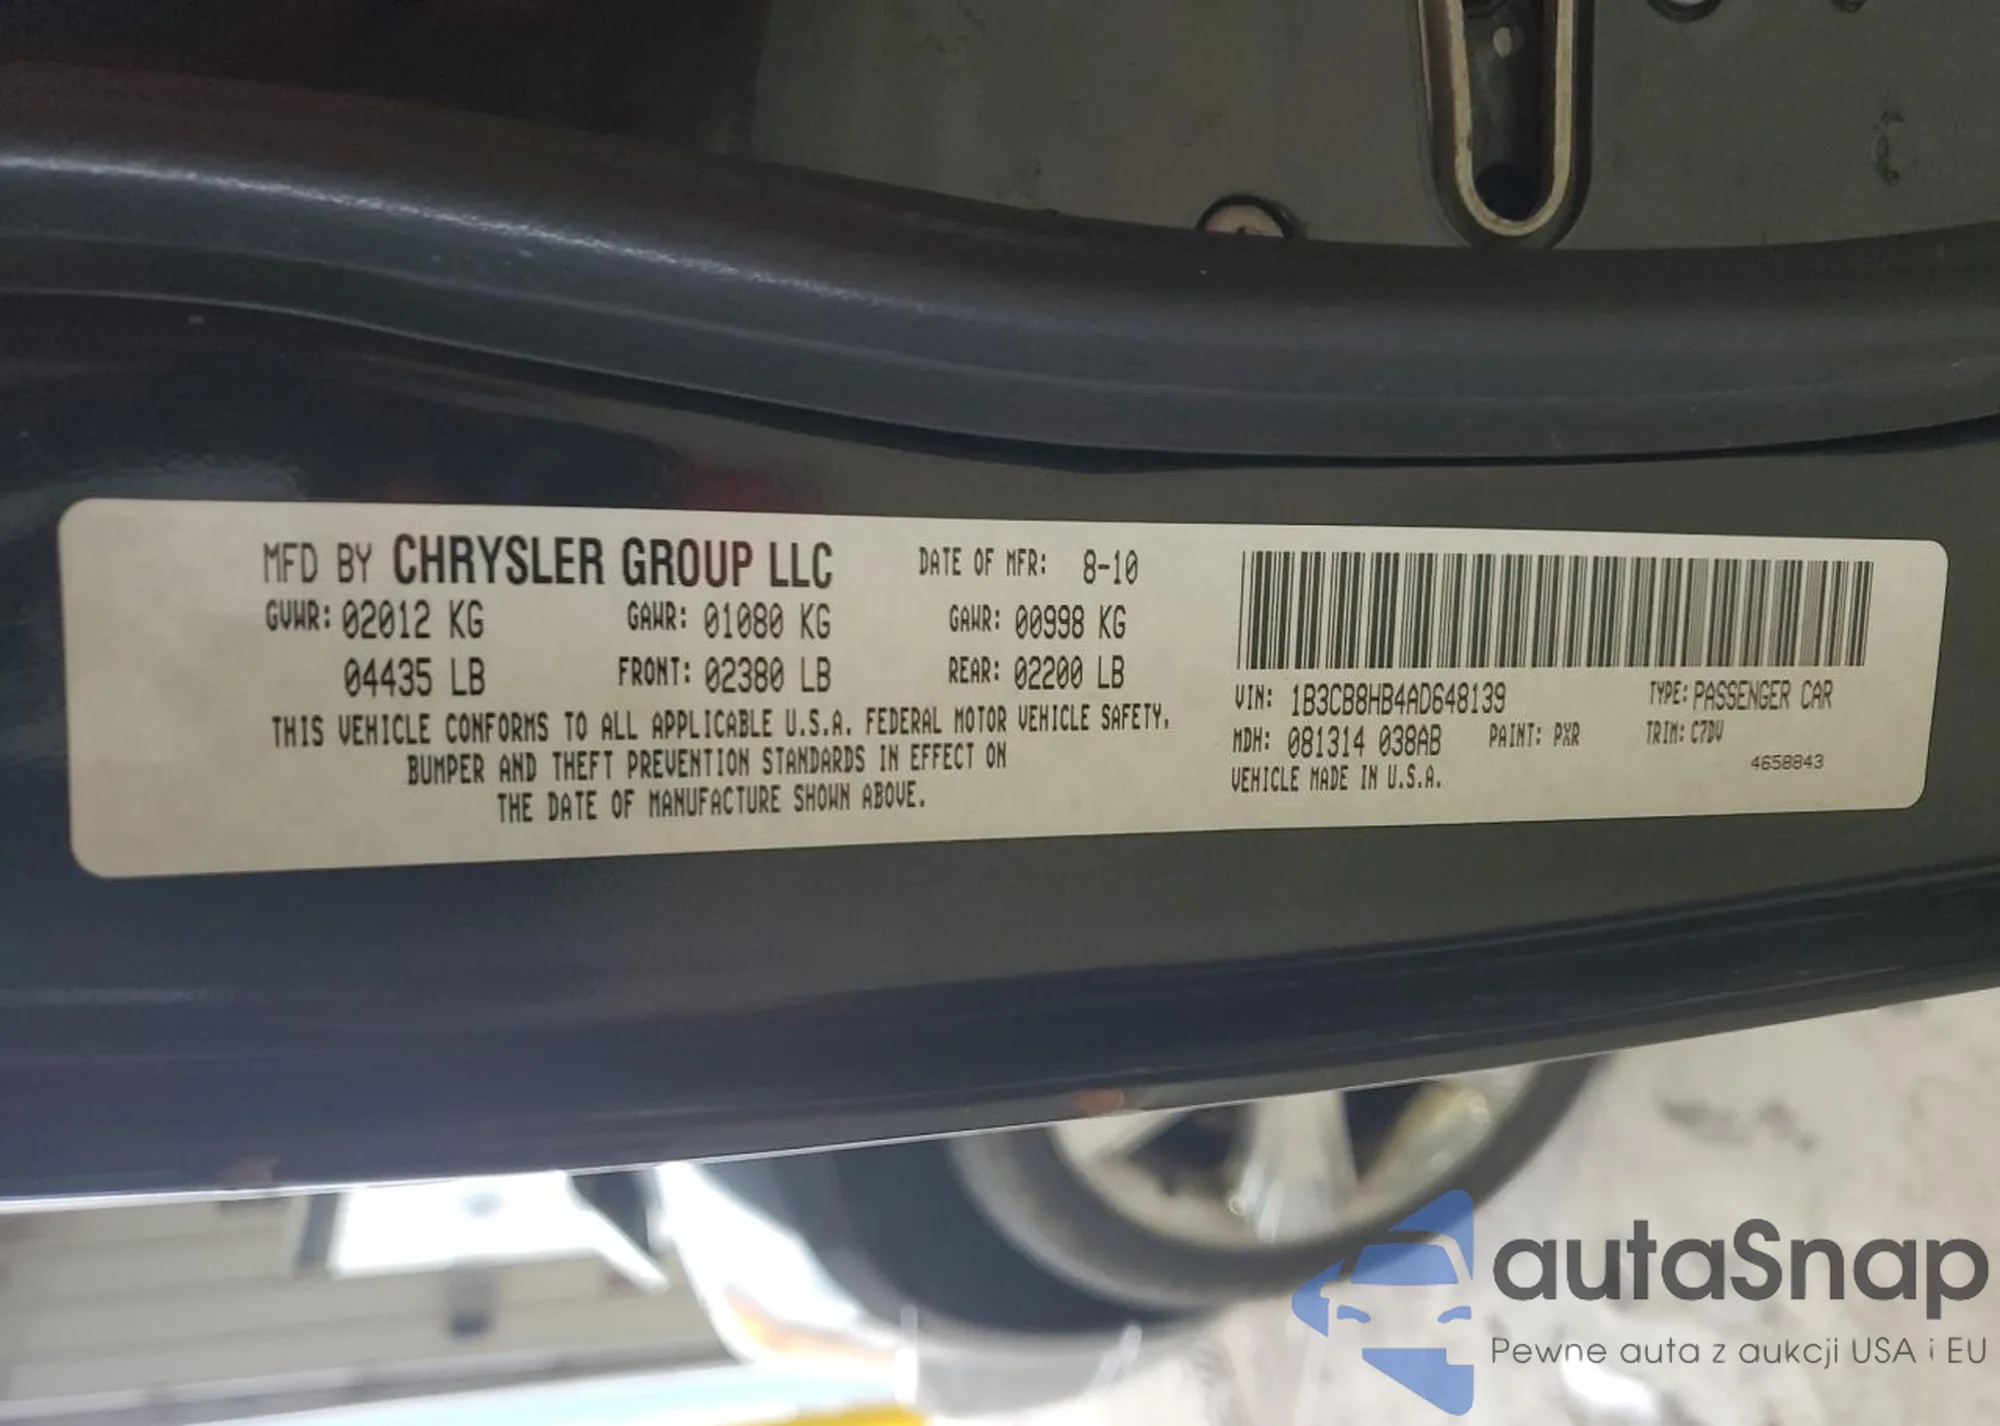 MFD BY CHRYSLER GROUP LLC DATE OF MFR: 8-10
GVWR: 02012 KG GAWR: 01080 KG GAWR: 00998 KG
04435 LB FRONT: 02380 LB REAR: 02200 LB
THIS VEHICLE CONFORMS TO ALL APPLICABLE U.S.A. FEDERAL MOTOR VEHICLE SAFETY,
BUMPER AND THEFT PREVENTION STANDARDS IN EFFECT ON
THE DATE OF MANUFACTURE SHOWN ABOVE.
VIN: 1B3CB8HB4AD648139 TYPE: PASSENGER CAR
MDH: 081314 038AB PAINT: PXR TRIM: C7DV
VEHICLE MADE IN U.S.A. 4658843
autaSnap
Pewne auta z aukcji USA i EU